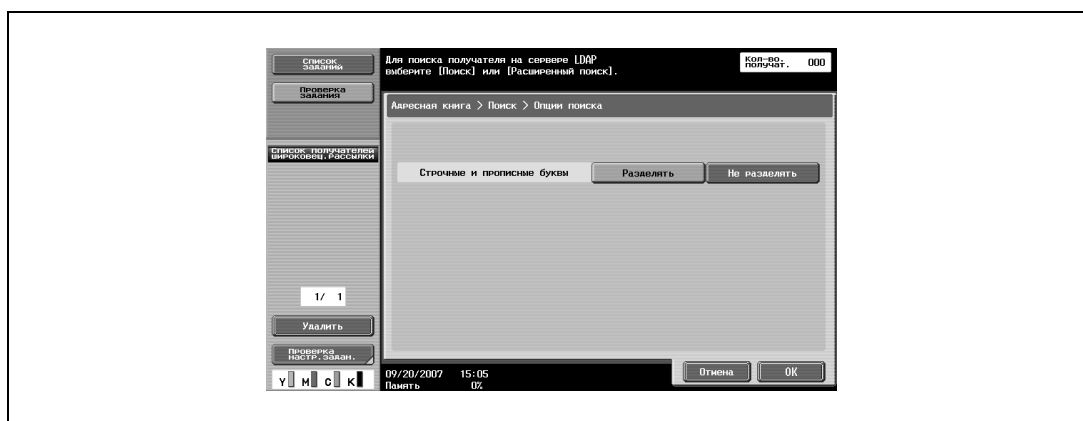 Список
заданий
Проверка
задания
Список получателей
широковещ.рассылки
1/ 1
Удалить
Проверка
настр.задан.
Y M C K
Для поиска получателя на сервере LDAP
выберите [Поиск] или [Расширенный поиск].
Кол-во.
получат. 000
Адресная книга > Поиск > Опции поиска
Строчные и прописные буквы Разделять Не разделять
09/20/2007 15:05
Память 0%
Отмена OK